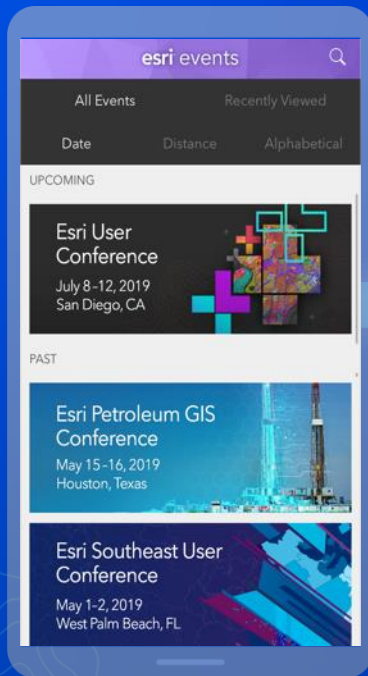 esri events
All Events Recently Viewed
Date Distance Alphabetical
UPCOMING
Esri User
Conference
July 8-12, 2019
San Diego, CA
PAST
Esri Petroleum GIS
Conference
May 15-16, 2019
Houston, Texas
Esri Southeast User
Conference
May 1-2, 2019
West Palm Beach, FL